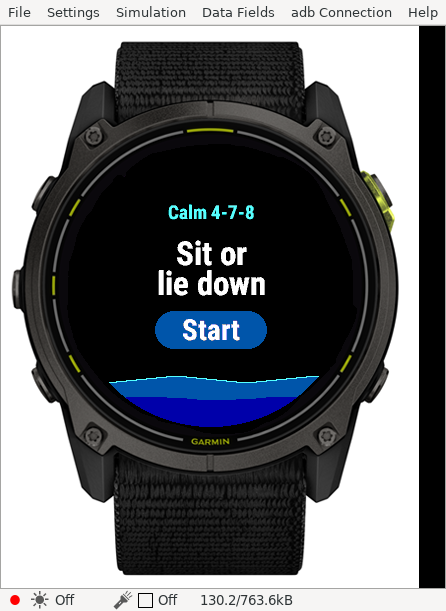 File Settings Simulation Data Fields adb Connection Help
Calm 4-7-8
Sit or
lie down
Start
GARMIN
Off Off 130.2/763.6kB